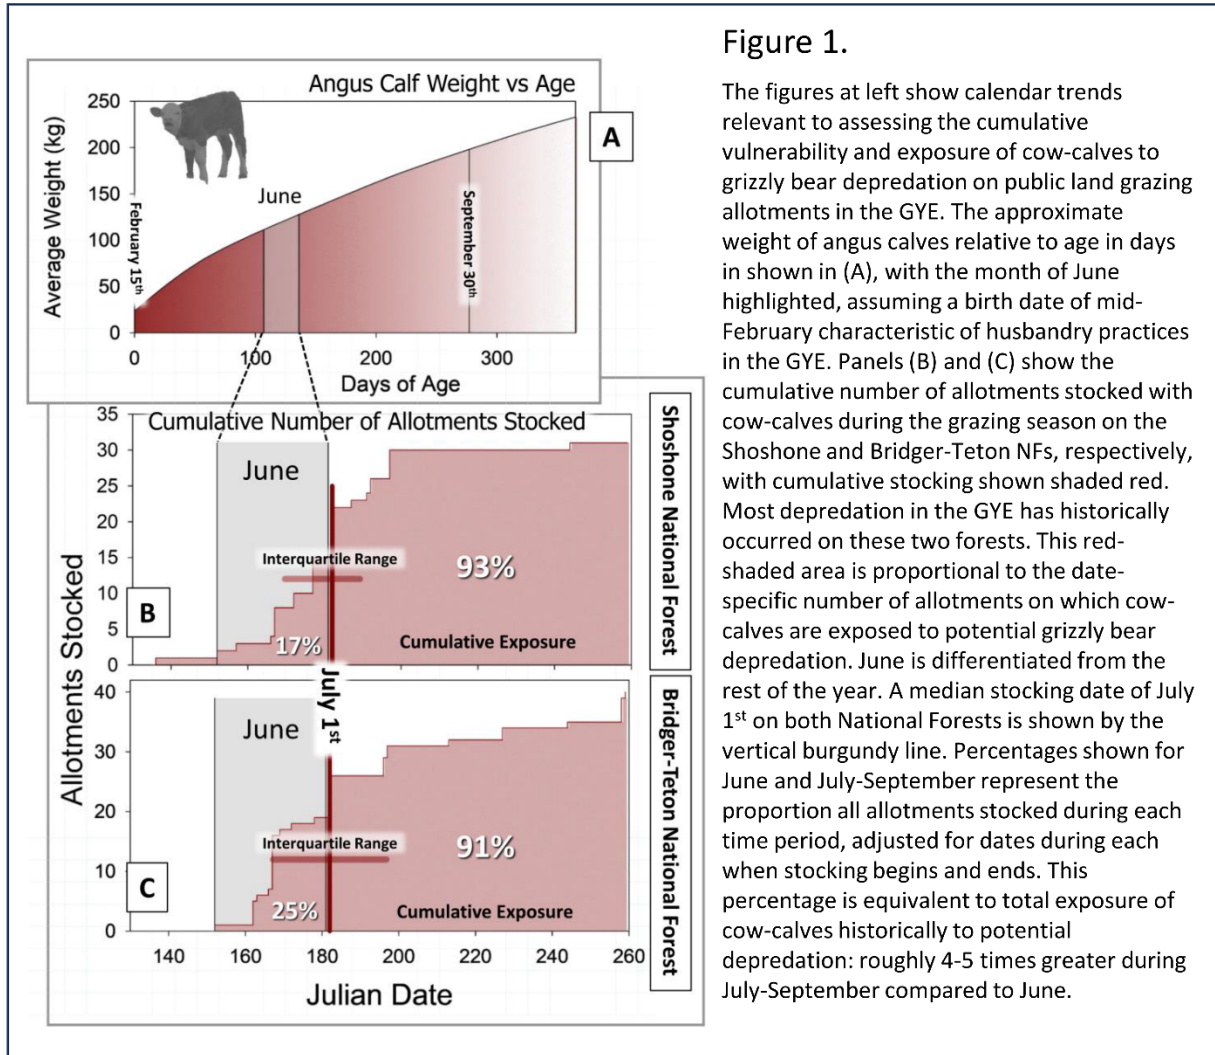 Figure 1.
The figures at left show calendar trends
relevant to assessing the cumulative
vulnerability and exposure of cow-calves to
grizzly bear depredation on public land grazing
allotments in the GYE. The approximate
weight of angus calves relative to age in days
in shown in (A), with the month of June
highlighted, assuming a birth date of mid-
February characteristic of husbandry practices
in the GYE. Panels (B) and (C) show the
cumulative number of allotments stocked with
cow-calves during the grazing season on the
Shoshone and Bridger-Teton NFs, respectively,
with cumulative stocking shown shaded red.
Most depredation in the GYE has historically
occurred on these two forests. This red-
shaded area is proportional to the date-
specific number of allotments on which cow-
calves are exposed to potential grizzly bear
depredation. June is differentiated from the
rest of the year. A median stocking date of July
1st on both National Forests is shown by the
vertical burgundy line. Percentages shown for
June and July-September represent the
proportion all allotments stocked during each
time period, adjusted for dates during each
when stocking begins and ends. This
percentage is equivalent to total exposure of
cow-calves historically to potential
depredation: roughly 4-5 times greater during
July-September compared to June.
Angus Calf Weight vs Age
A
Average Weight (kg)
250
200
150
100
50
0
February 15th
June
September 30th
0 100 200 300
Days of Age
Cumulative Number of Allotments Stocked
Shoshone National Forest
Allotments Stocked
35
30
25
20
15
10
5
0
June
Interquartile Range
93%
B
17%
Cumulative Exposure
July 1st
Bridger-Teton National Forest
40
30
20
10
0
June
Interquartile Range
91%
C
25%
Cumulative Exposure
140 160 180 200 220 240 260
Julian Date